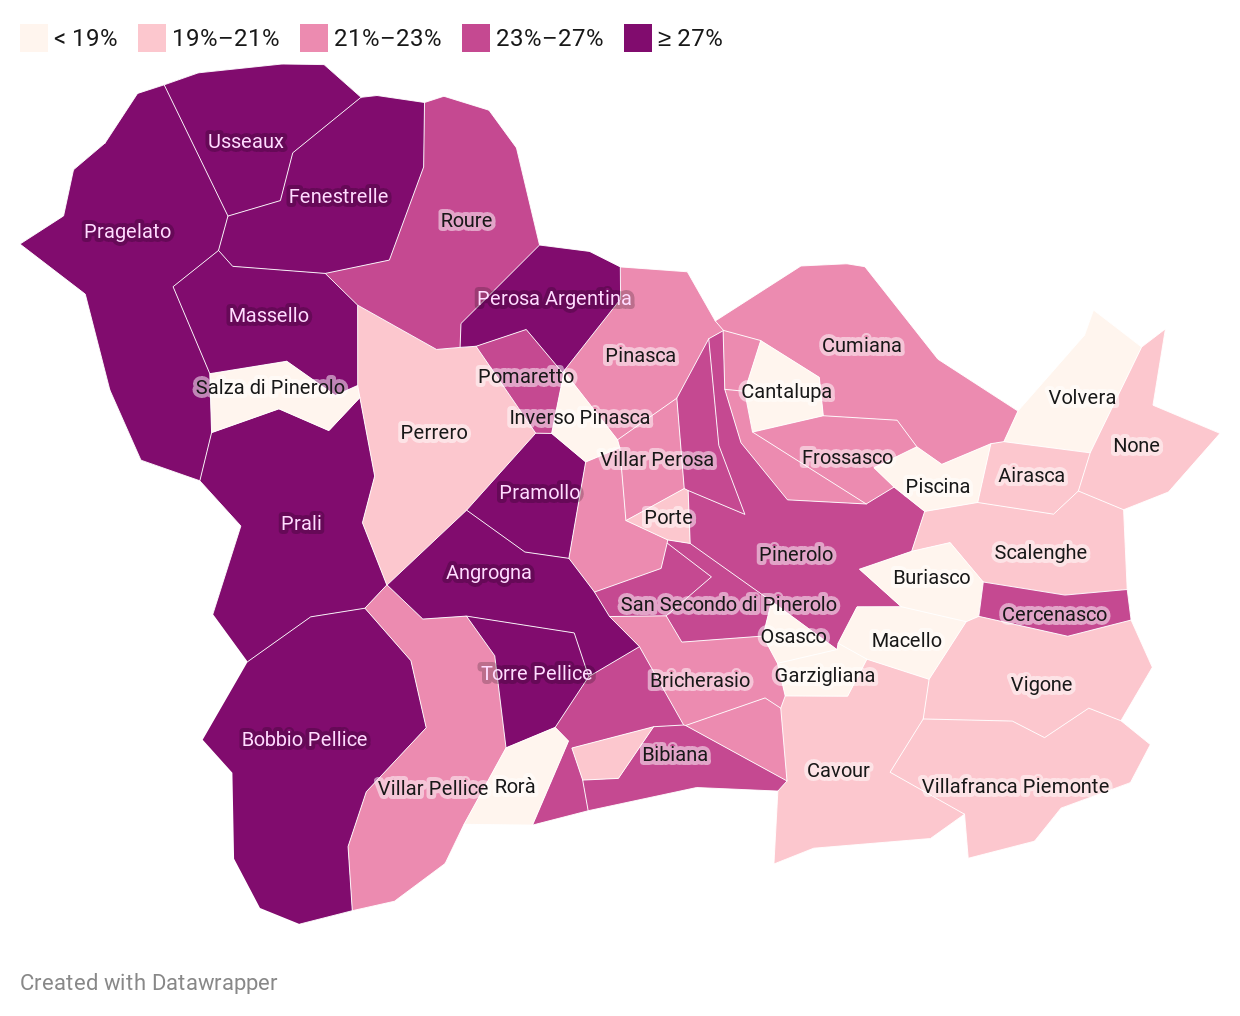 < 19% 19%–21% 21%–23% 23%–27% ≥ 27%
Usseaux
Fenestrelle
Roure
Pragelato
Perosa Argentina
Massello
Cumiana
Pinasca
Pomaretto
Salza di Pinerolo
Cantalupa
Volvera
Inverso Pinasca
Perrero
None
Villar Perosa
Frossasco
Airasca
Piscina
Pramollo
Porte
Prali
Scalenghe
Pinerolo
Angrogna
Buriasco
San Secondo di Pinerolo
Cercenasco
Osasco
Macello
Torre Pellice
Garzigliana
Bricherasio
Vigone
Bobbio Pellice
Bibiana
Cavour
Villar Pellice
Rorà
Villafranca Piemonte
Created with Datawrapper